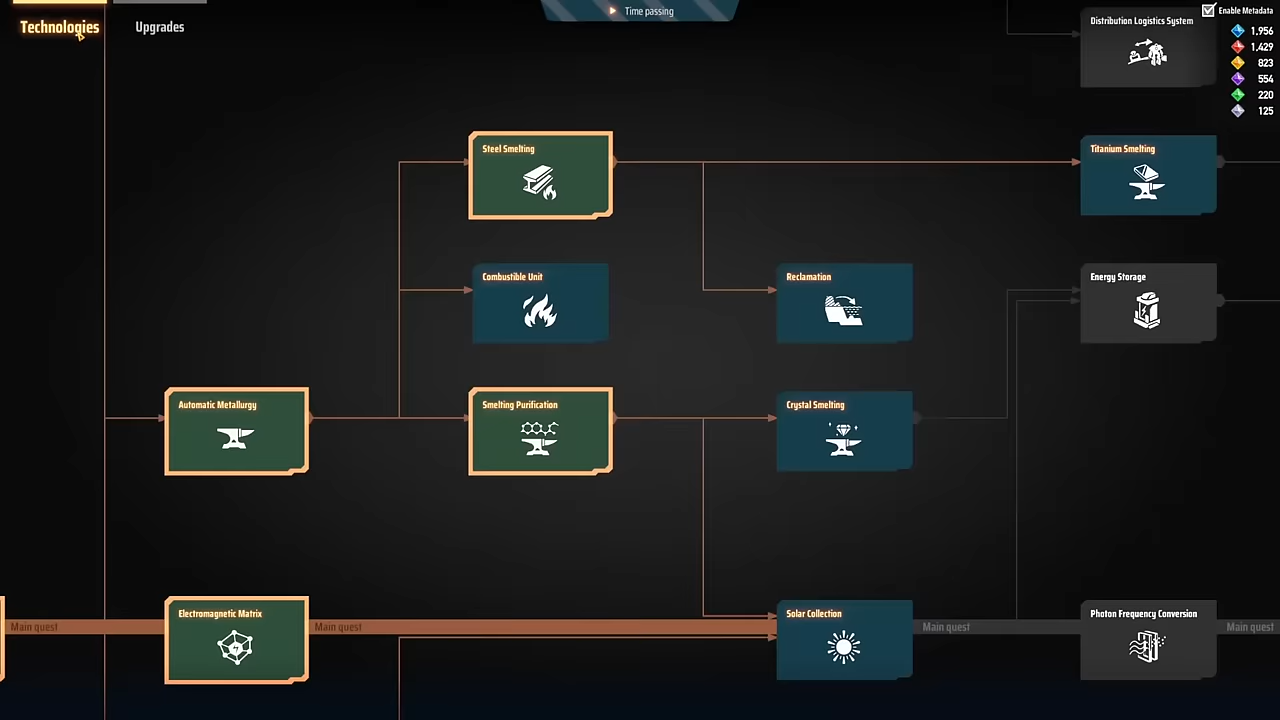 Technologies
Upgrades
Time passing
Distribution Logistics System
Enable Metadata
1,956
1,429
823
554
220
125
Steel Smelting
Titanium Smelting
Combustible Unit
Reclamation
Energy Storage
Automatic Metallurgy
Smelting Purification
Crystal Smelting
Main quest
Electromagnetic Matrix
Main quest
Solar Collection
Main quest
Photon Frequency Conversion
Main quest